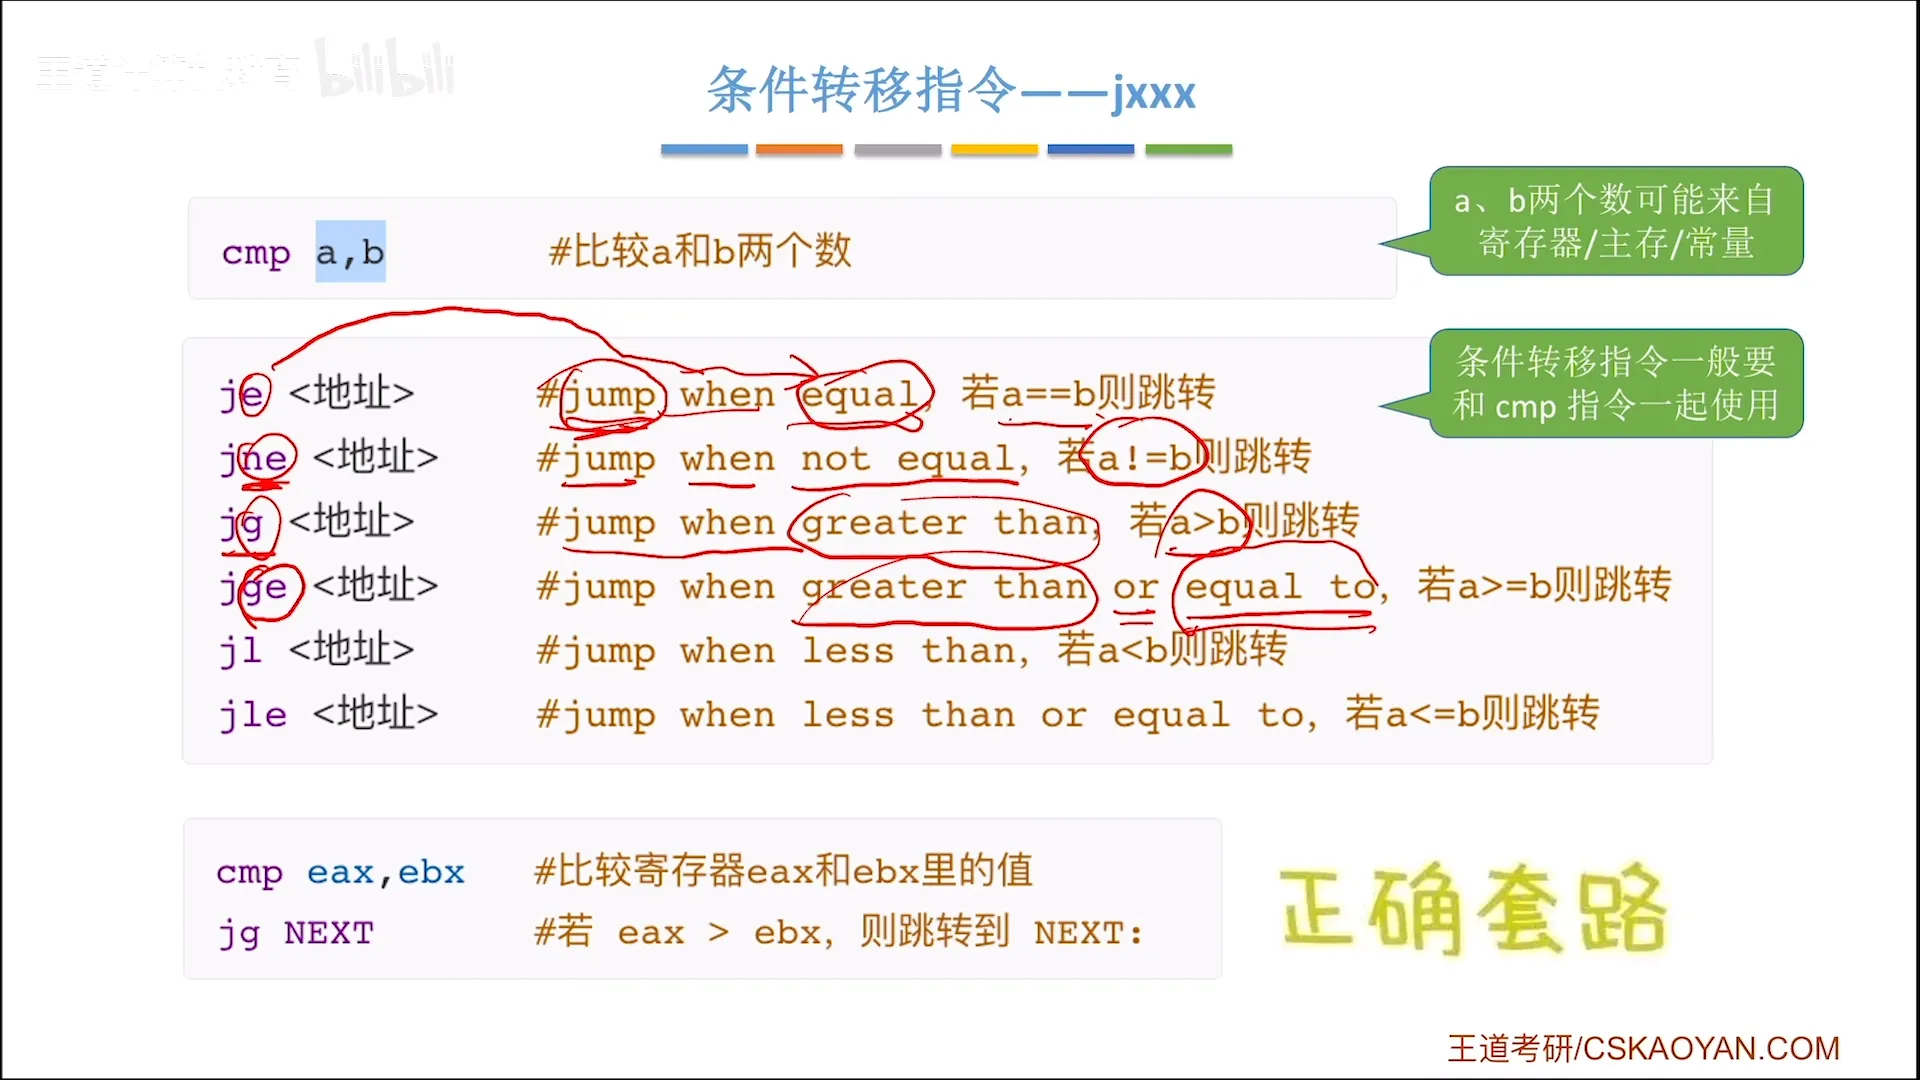 bilibili
条件转移指令——jxxx
cmp a,b #比较a和b两个数
a、b两个数可能来自
寄存器/主存/常量
条件转移指令一般要
和 cmp 指令一起使用
je <地址> #jump when equal, 若a==b则跳转
jne <地址> #jump when not equal, 若a!=b则跳转
jg <地址> #jump when greater than, 若a>b则跳转
jge <地址> #jump when greater than or equal to, 若a>=b则跳转
jl <地址> #jump when less than, 若a<b则跳转
jle <地址> #jump when less than or equal to, 若a<=b则跳转
cmp eax,ebx #比较寄存器eax和ebx里的值
jg NEXT #若 eax > ebx, 则跳转到 NEXT:
正确套路
王道考研/CSKAOYAN.COM